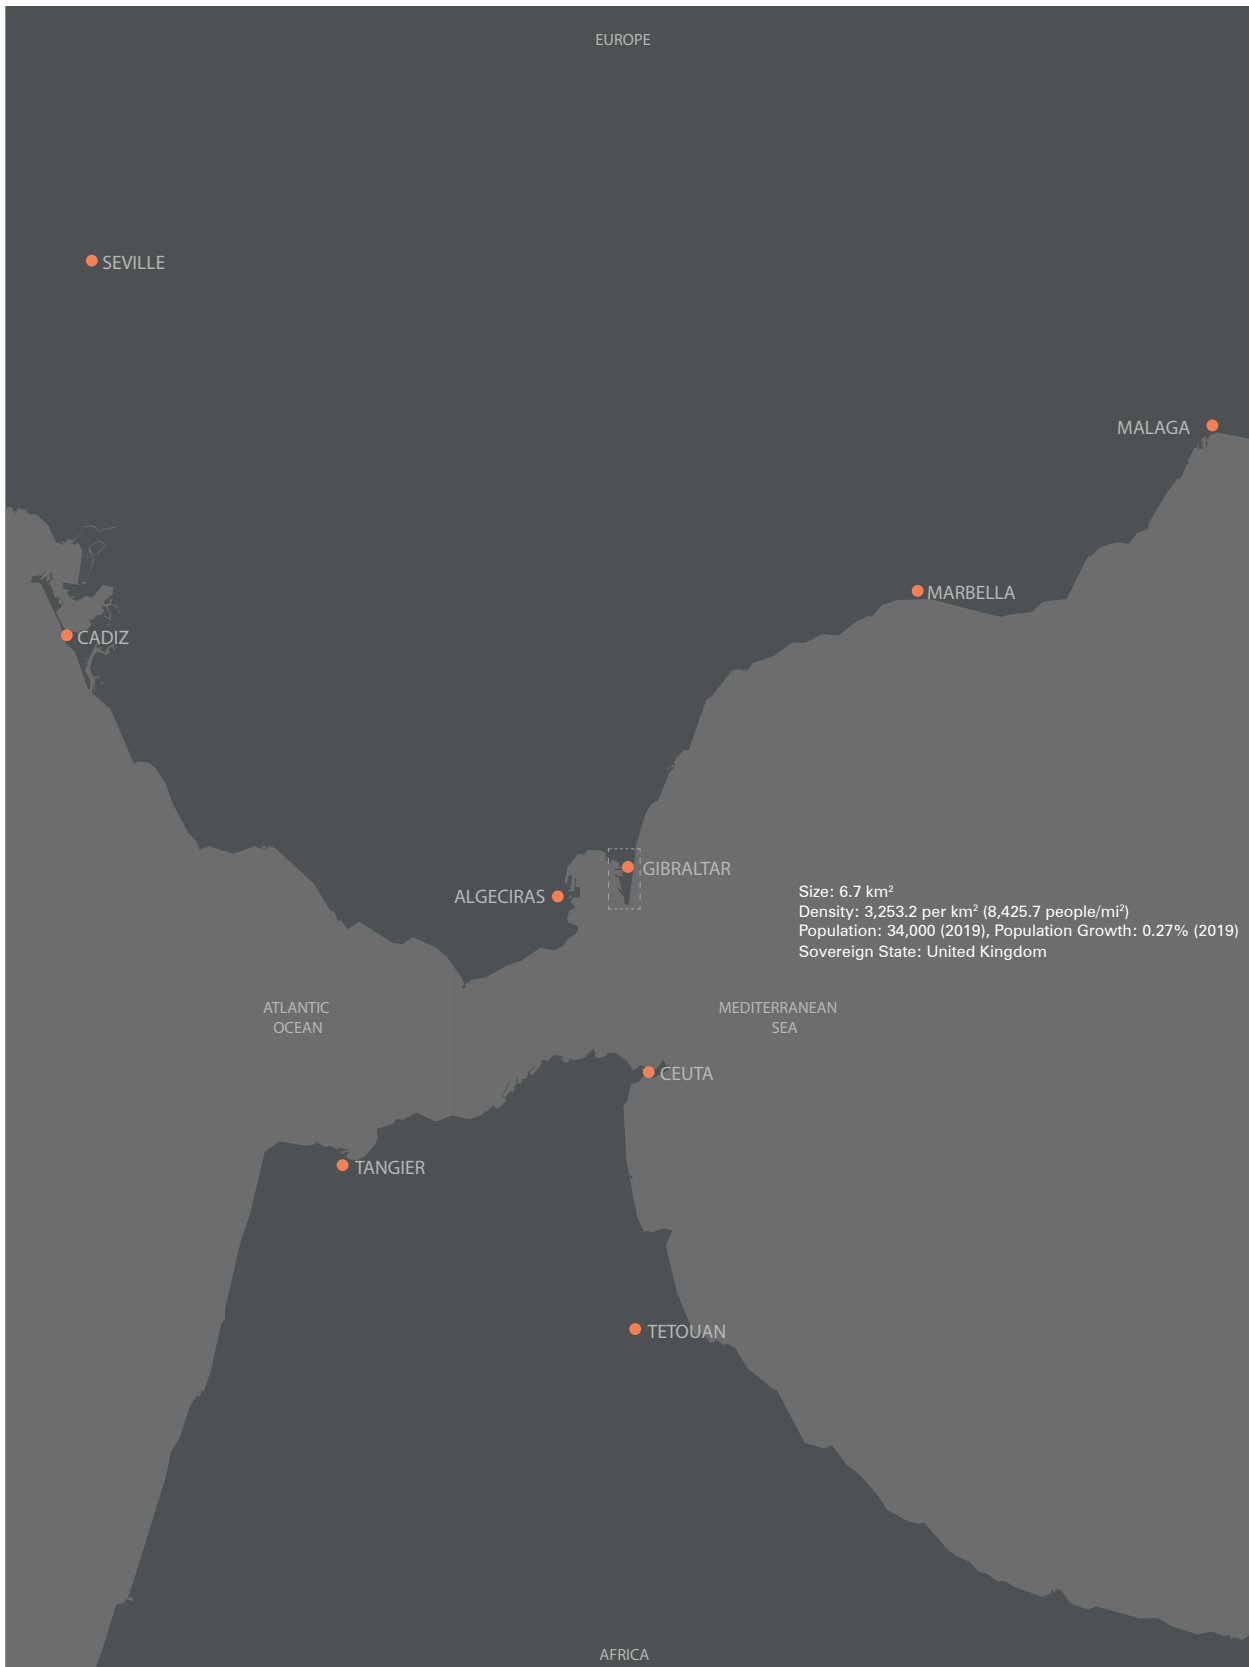 EUROPE
SEVILLE
MALAGA
MARBELLA
CADIZ
GIBRALTAR
ALGECIRAS
Size: 6.7 km²
Density: 3,253.2 per km² (8,425.7 people/mi²)
Population: 34,000 (2019), Population Growth: 0.27% (2019)
Sovereign State: United Kingdom
ATLANTIC
OCEAN
MEDITERRANEAN
SEA
CEUTA
TANGIER
TETOUAN
AFRICA